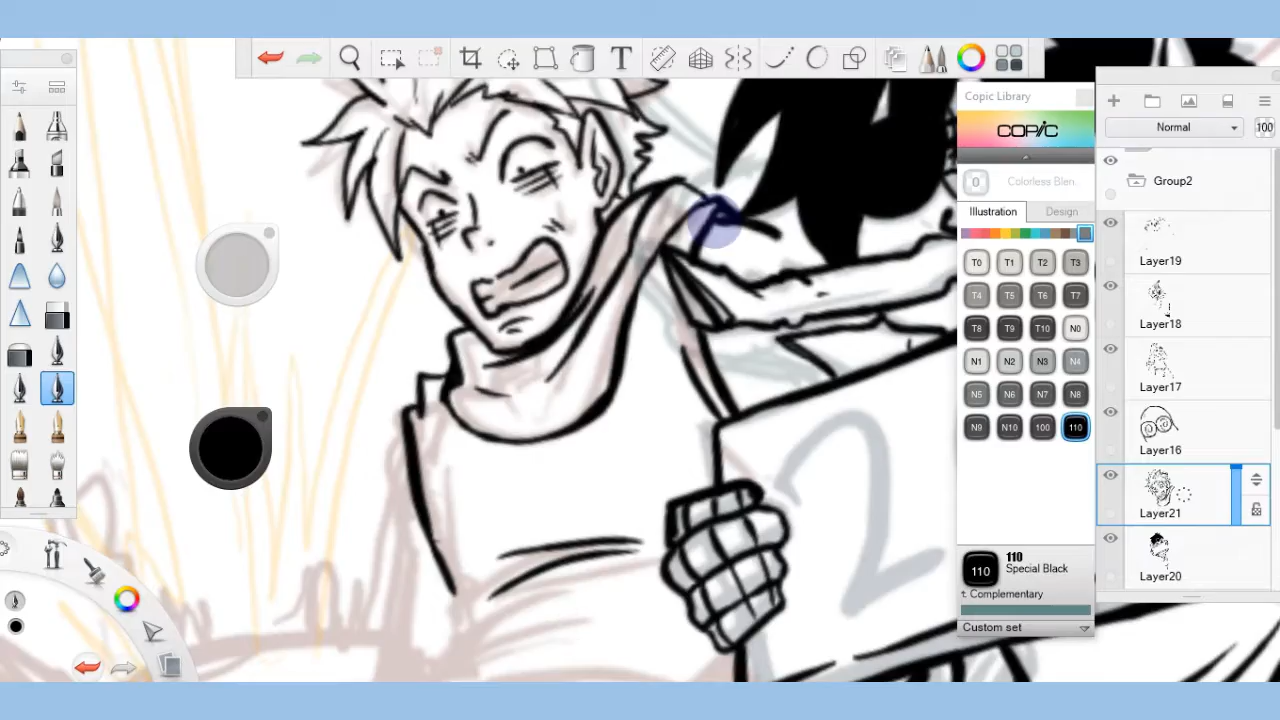 T
Copic Library
COPIC
0 Colorless Blen.
Illustration Design
T0 T1 T2 T3
T4 T5 T6 T7
T8 T9 T10 N0
N1 N2 N3 N4
N5 N6 N7 N8
N9 N10 100 110
110 110 Special Black
t. Complementary
Custom set
Normal 100
Group2
Layer19
Layer18
Layer17
Layer16
Layer21
Layer20
2